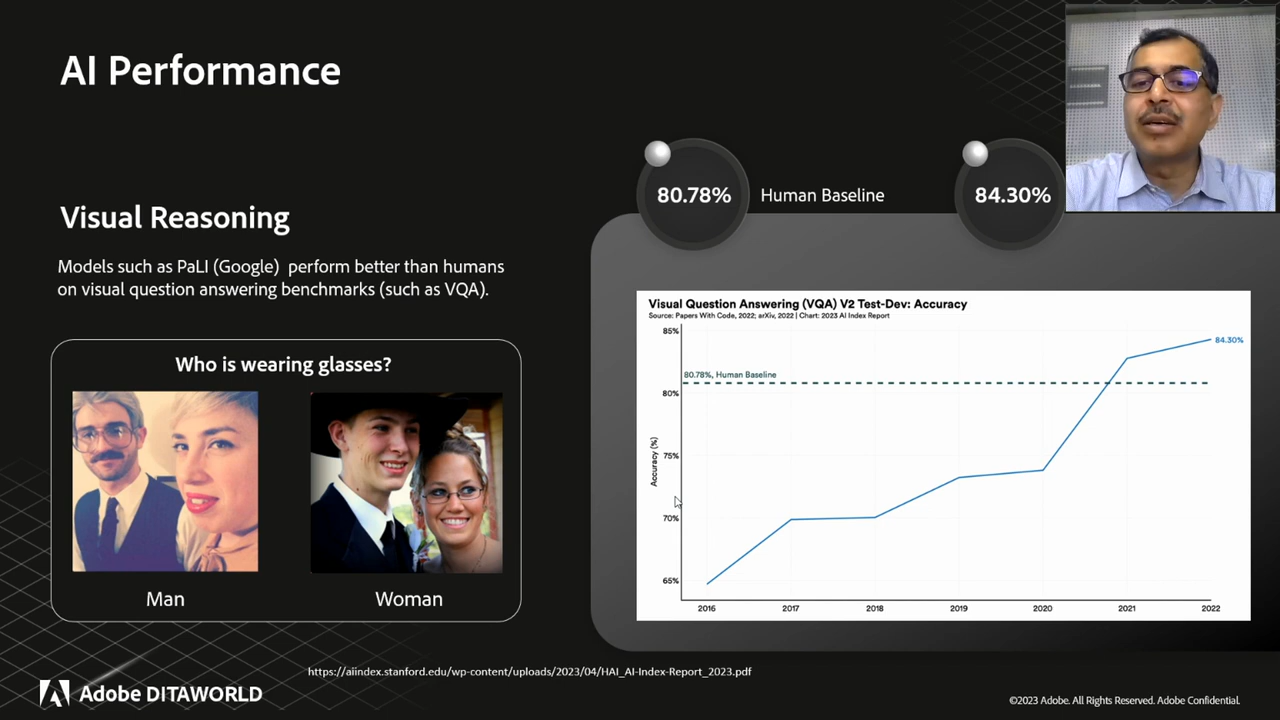 AI Performance
Visual Reasoning
Models such as PaLI (Google) perform better than humans
on visual question answering benchmarks (such as VQA).
Who is wearing glasses?
Man
Woman
80.78%
Human Baseline
84.30%
Visual Question Answering (VQA) V2 Test-Dev: Accuracy
Source: Papers With Code, 2022; arXiv, 2022 | Chart: 2023 AI Index Report
85%
84.30%
80.78%, Human Baseline
80%
75%
70%
65%
Accuracy (%)
2016 2017 2018 2019 2020 2021 2022
https://aiindex.stanford.edu/wp-content/uploads/2023/04/HAI_AI-Index-Report_2023.pdf
Adobe DITAWORLD
©2023 Adobe. All Rights Reserved. Adobe Confidential.